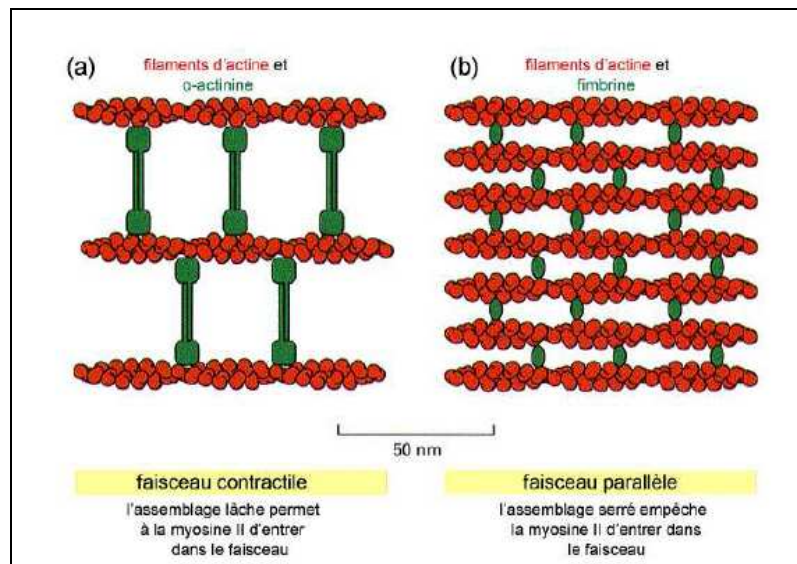 (a)
filaments d'actine et
α-actinine
(b)
filaments d'actine et
fimbrine
50 nm
faisceau contractile
l'assemblage lâche permet
à la myosine II d'entrer
dans le faisceau
faisceau parallèle
l'assemblage serré empêche
la myosine II d'entrer dans
le faisceau